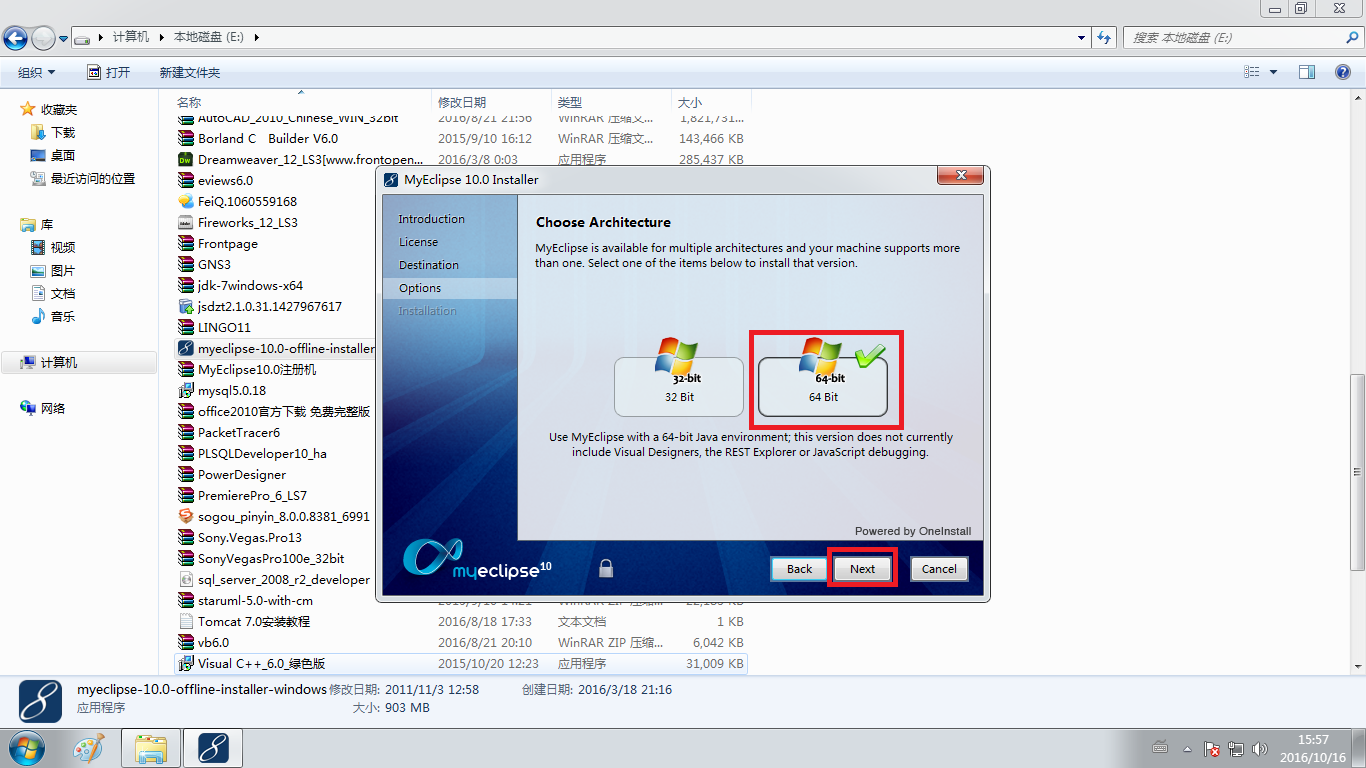 计算机 本地磁盘 (E:)
搜索 本地磁盘 (E:)
组织 打开 新建文件夹
收藏夹
下载
桌面
最近访问的位置
库
视频
图片
文档
音乐
计算机
网络
名称 修改日期 类型 大小
AutoCAD_2010_Chinese_WIN_32bit 2016/8/21 21:56 WinRAR 压缩文... 1,821,731...
Borland C Builder V6.0 2015/9/10 16:12 WinRAR 压缩文... 143,466 KB
Dreamweaver_12_LS3[www.frontopen... 2016/3/8 0:03 应用程序 285,437 KB
eviews6.0
FeiQ.1060559168
Fireworks_12_LS3
Frontpage
GNS3
jdk-7windows-x64
jsdzt2.1.0.31.1427967617
LINGO11
myeclipse-10.0-offline-installer
MyEclipse10.0注册机
mysql5.0.18
office2010官方下载 免费完整版
PacketTracer6
PLSQLDeveloper10_ha
PowerDesigner
PremierePro_6_LS7
sogou_pinyin_8.0.0.8381_6991
Sony.Vegas.Pro13
SonyVegasPro100e_32bit
sql_server_2008_r2_developer
staruml-5.0-with-cm
Tomcat 7.0安装教程 2016/8/18 17:33 文本文档 1 KB
vb6.0 2016/8/21 20:10 WinRAR ZIP 压缩... 6,042 KB
Visual C++_6.0_绿色版 2015/10/20 12:23 应用程序 31,009 KB
MyEclipse 10.0 Installer
Introduction
License
Destination
Options
Installation
Choose Architecture
MyEclipse is available for multiple architectures and your machine supports more
than one. Select one of the items below to install that version.
32-bit
32 Bit
64-bit
64 Bit
Use MyEclipse with a 64-bit Java environment; this version does not currently
include Visual Designers, the REST Explorer or JavaScript debugging.
Powered by OneInstall
myeclipse 10
Back Next Cancel
myeclipse-10.0-offline-installer-windows 修改日期: 2011/11/3 12:58 创建日期: 2016/3/18 21:16
应用程序 大小: 903 MB
15:57
2016/10/16